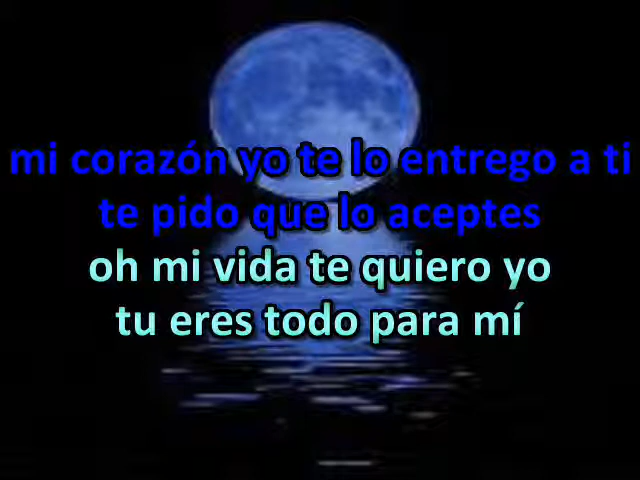 mi corazón yo te lo entrego a ti
te pido que lo aceptes
oh mi vida te quiero yo
tu eres todo para mí